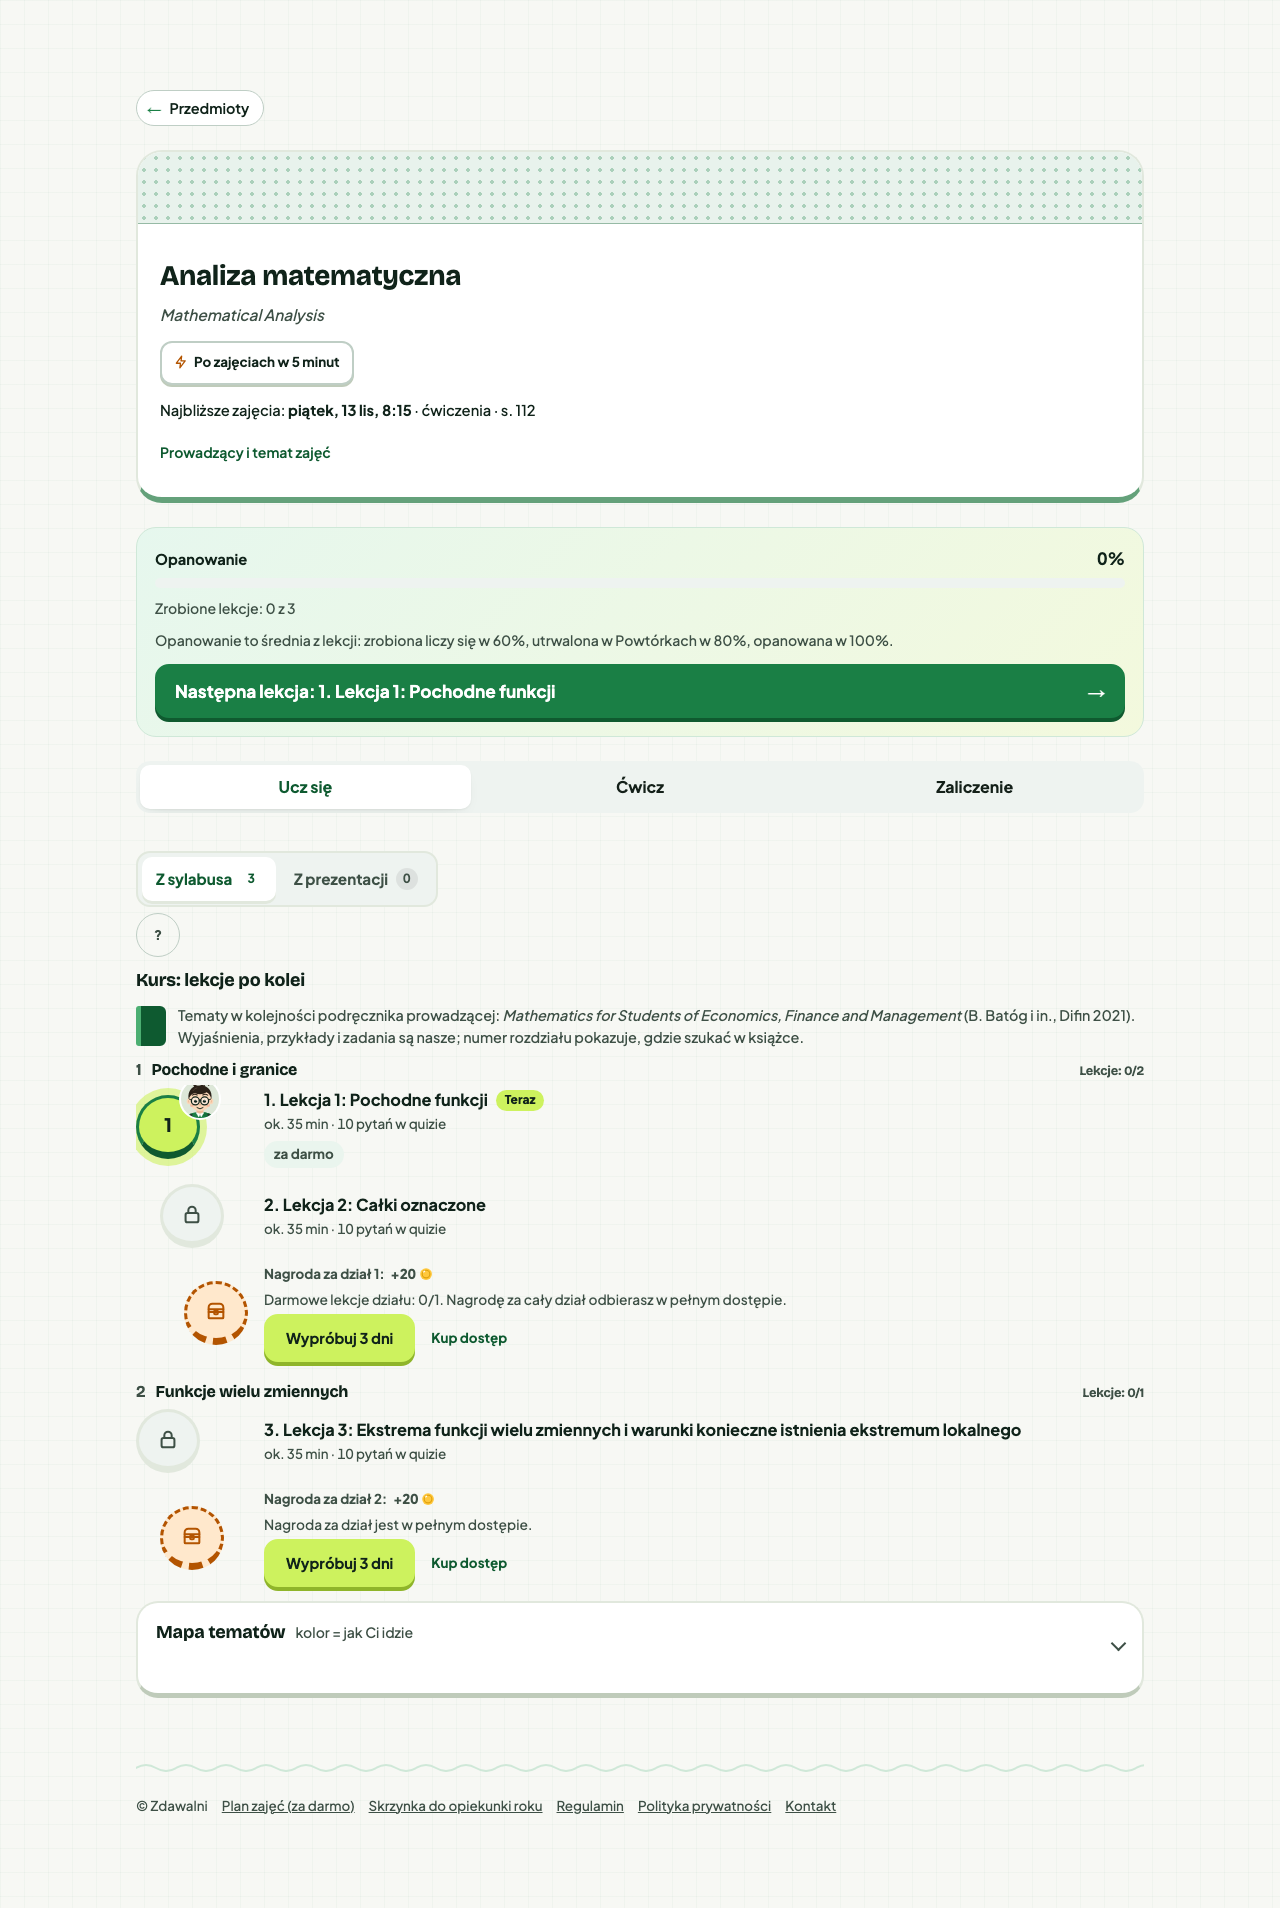 ← Przedmioty
Analiza matematyczna
Mathematical Analysis
Po zajęciach w 5 minut
Najbliższe zajęcia: piątek, 13 lis, 8:15 · ćwiczenia · s. 112
Prowadzący i temat zajęć
Opanowanie 0%
Zrobione lekcje: 0 z 3
Opanowanie to średnia z lekcji: zrobiona liczy się w 60%, utrwalona w Powtórkach w 80%, opanowana w 100%.
Następna lekcja: 1. Lekcja 1: Pochodne funkcji →
Ucz się Ćwicz Zaliczenie
Z sylabusa 3 Z prezentacji 0
?
Kurs: lekcje po kolei
Tematy w kolejności podręcznika prowadzącej: Mathematics for Students of Economics, Finance and Management (B. Batóg i in., Difin 2021).
Wyjaśnienia, przykłady i zadania są nasze; numer rozdziału pokazuje, gdzie szukać w książce.
1 Pochodne i granice Lekcje: 0/2
1 1. Lekcja 1: Pochodne funkcji Teraz
ok. 35 min · 10 pytań w quizie
za darmo
2. Lekcja 2: Całki oznaczone
ok. 35 min · 10 pytań w quizie
Nagroda za dział 1: +20
Darmowe lekcje działu: 0/1. Nagrodę za cały dział odbierasz w pełnym dostępie.
Wypróbuj 3 dni Kup dostęp
2 Funkcje wielu zmiennych Lekcje: 0/1
3. Lekcja 3: Ekstrema funkcji wielu zmiennych i warunki konieczne istnienia ekstremum lokalnego
ok. 35 min · 10 pytań w quizie
Nagroda za dział 2: +20
Nagroda za dział jest w pełnym dostępie.
Wypróbuj 3 dni Kup dostęp
Mapa tematów kolor = jak Ci idzie
© Zdawalni Plan zajęć (za darmo) Skrzynka do opiekunki roku Regulamin Polityka prywatności Kontakt